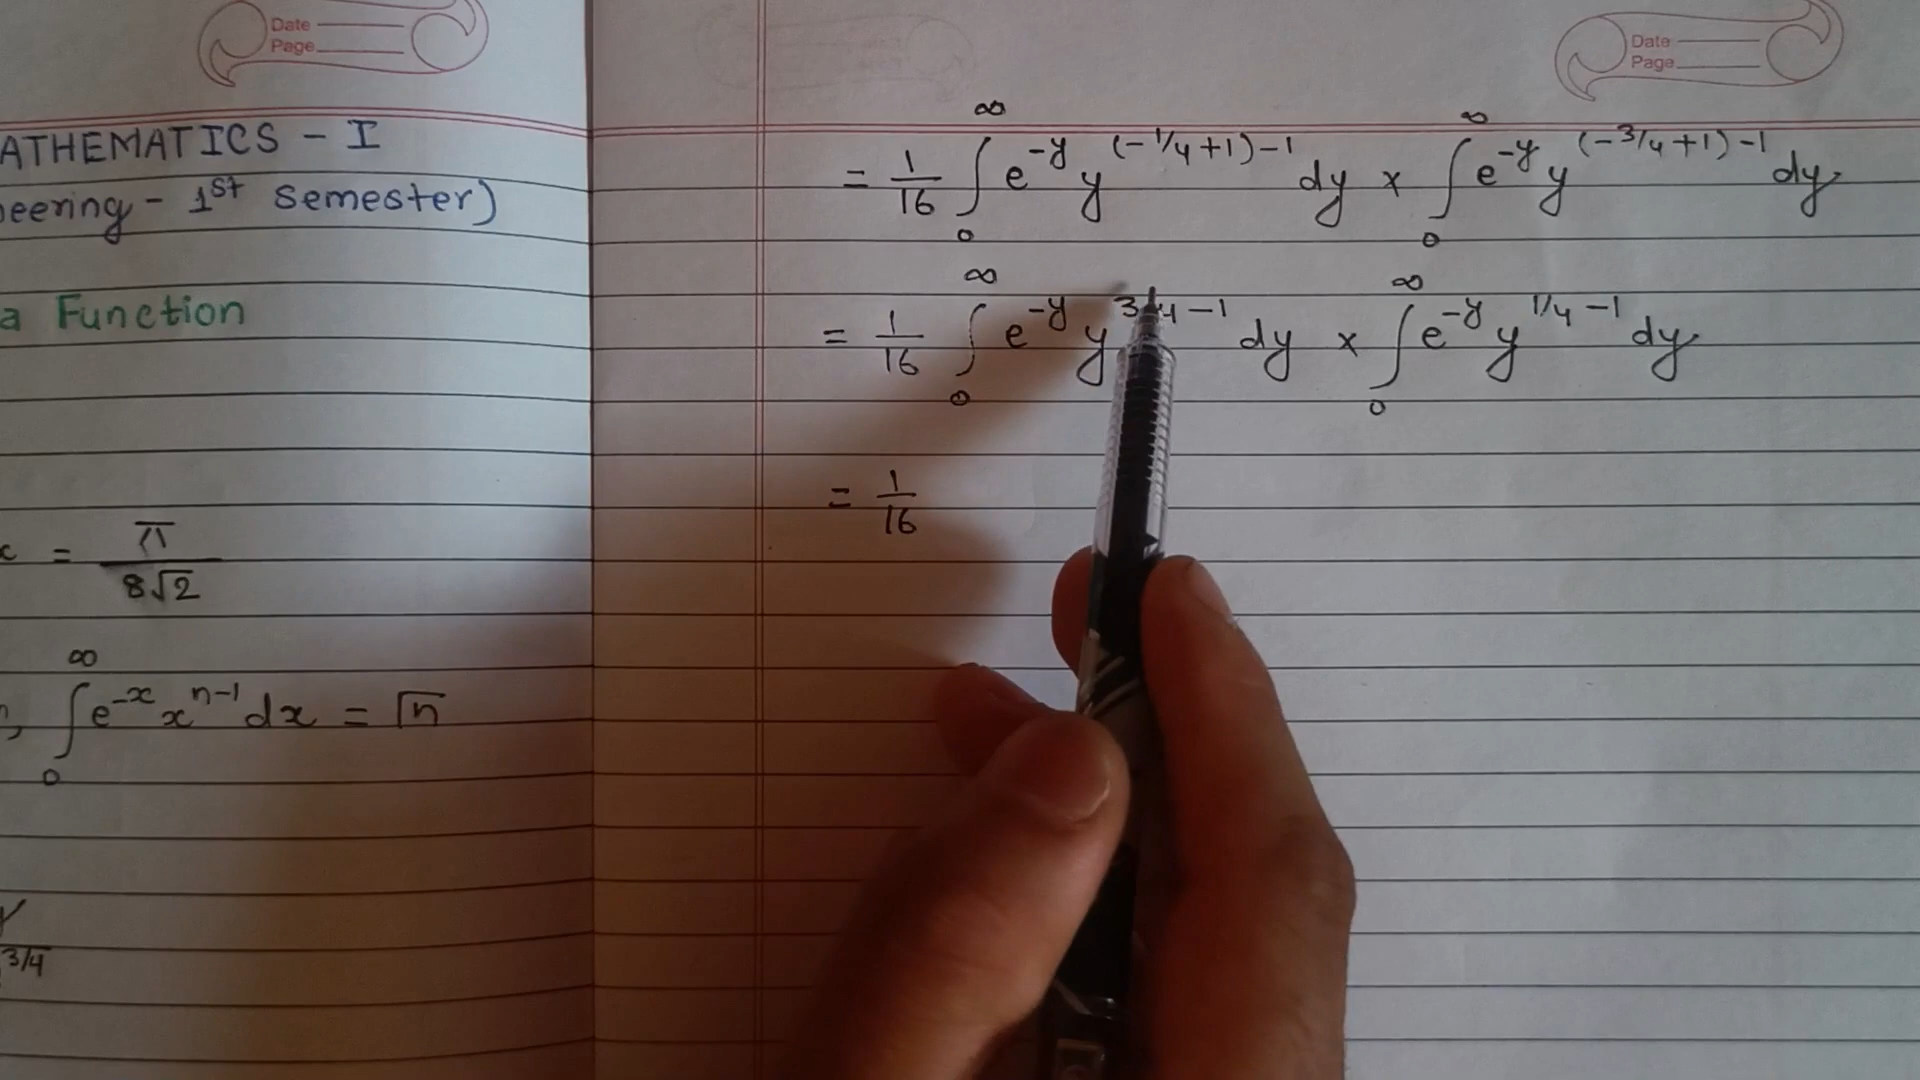 Date
Page
ATHEMATICS - I
eering - 1st Semester)
a Function
= π / 8√2
∫₀^∞ e^-x x^n-1 dx = √n
3/4
Date
Page
= 1/16 ∫₀^∞ e^-y y^(-1/4+1)-1 dy × ∫₀^∞ e^-y y^(-3/4+1)-1 dy
= 1/16 ∫₀^∞ e^-y y^3/4-1 dy × ∫₀^∞ e^-y y^1/4-1 dy
= 1/16